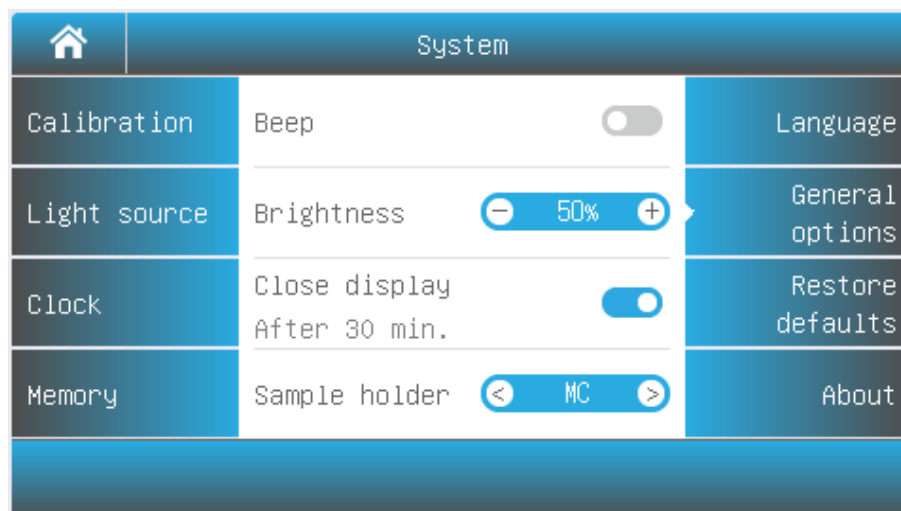 System
Calibration
Light source
Clock
Memory
Beep
Brightness
50%
Close display
After 30 min.
Sample holder
< MC >
Language
General
options
Restore
defaults
About